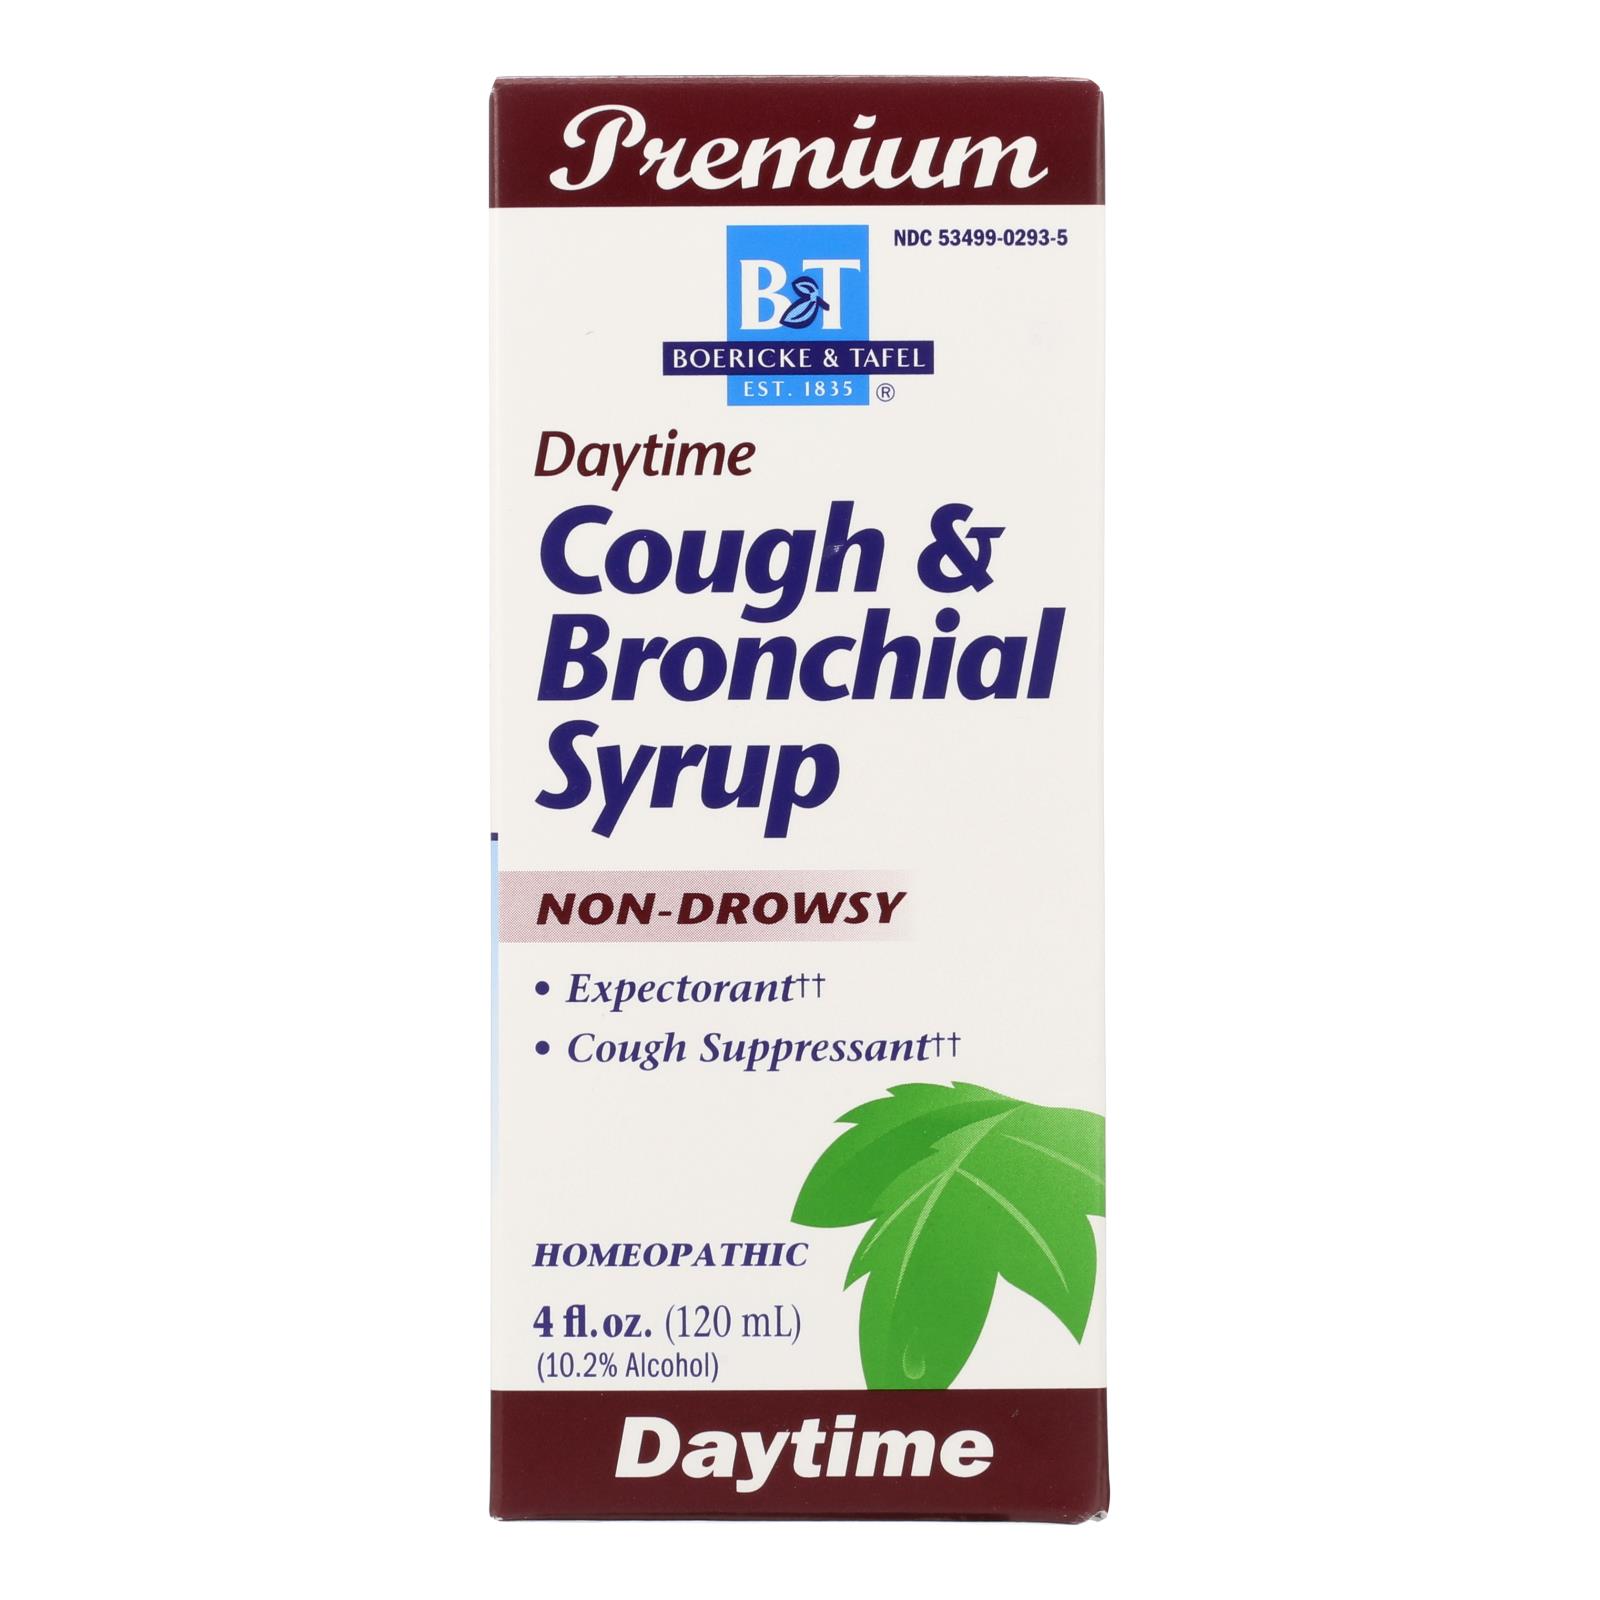 Premium
NDC 53499-0293-5
B&T
BOERICKE & TAFEL
EST. 1835 ®
Daytime
Cough &
Bronchial
Syrup
NON-DROWSY
• Expectorant††
• Cough Suppressant††
HOMEOPATHIC
4 fl.oz. (120 mL)
(10.2% Alcohol)
Daytime